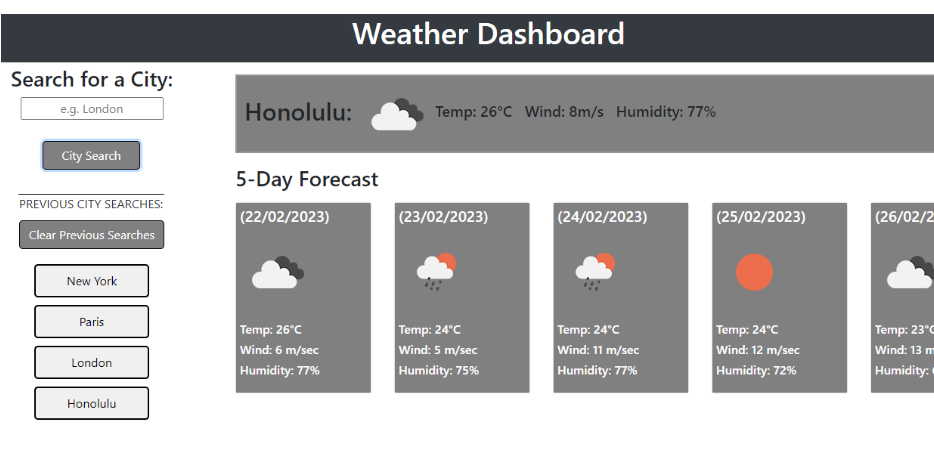 Weather Dashboard
Search for a City:
e.g. London
City Search
PREVIOUS CITY SEARCHES:
Clear Previous Searches
New York
Paris
London
Honolulu
Honolulu: Temp: 26°C Wind: 8m/s Humidity: 77%
5-Day Forecast
(22/02/2023)
Temp: 26°C
Wind: 6 m/sec
Humidity: 77%
(23/02/2023)
Temp: 24°C
Wind: 5 m/sec
Humidity: 75%
(24/02/2023)
Temp: 24°C
Wind: 11 m/sec
Humidity: 77%
(25/02/2023)
Temp: 24°C
Wind: 12 m/sec
Humidity: 72%
(26/02/2
Temp: 23°C
Wind: 13 m
Humidity: